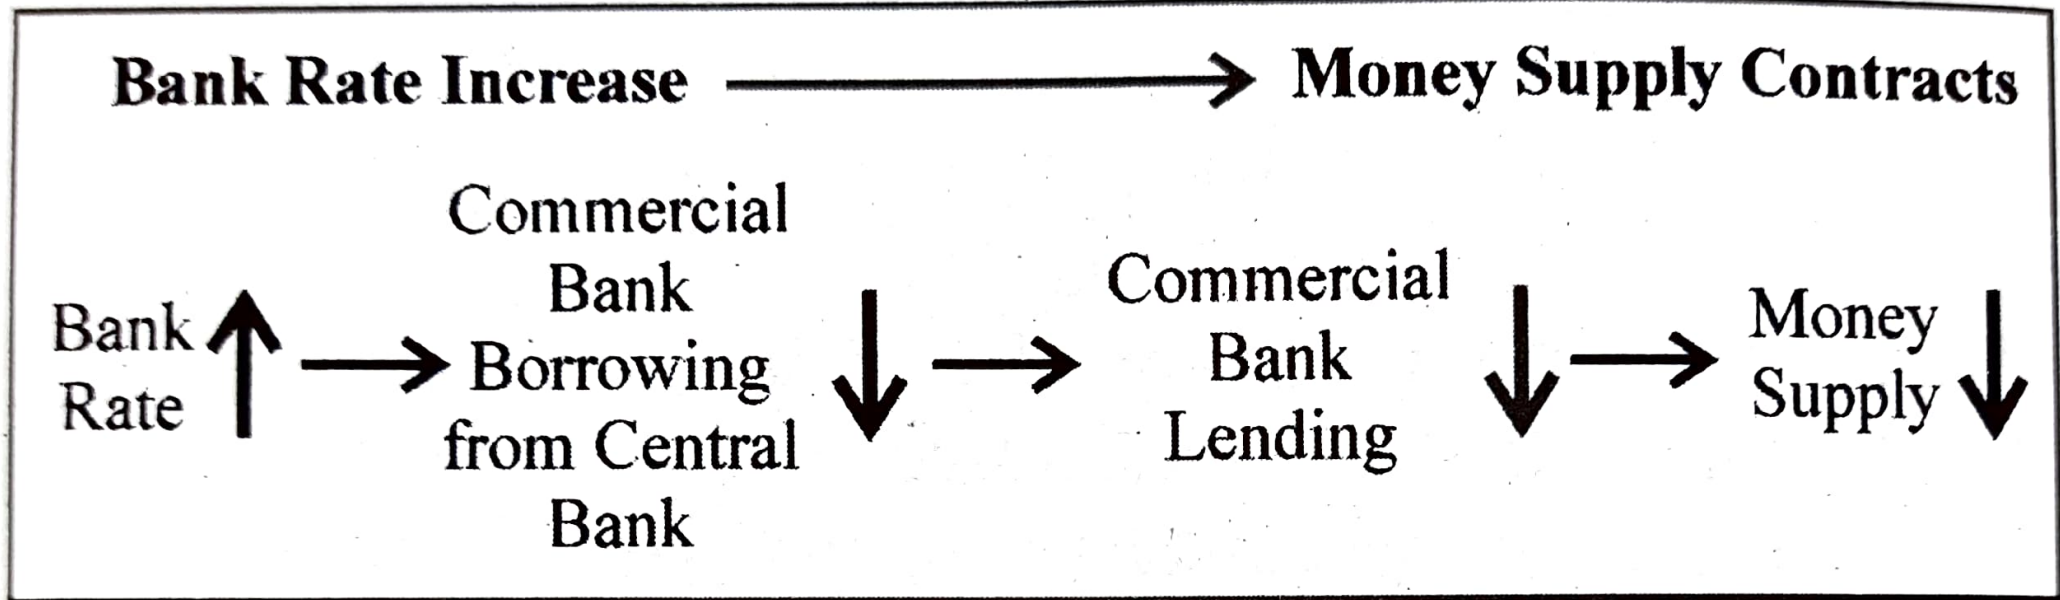 Bank Rate Increase → Money Supply Contracts
Bank
Rate ↑ →
Commercial
Bank
Borrowing
from Central
Bank ↓ →
Commercial
Bank
Lending ↓ →
Money
Supply ↓